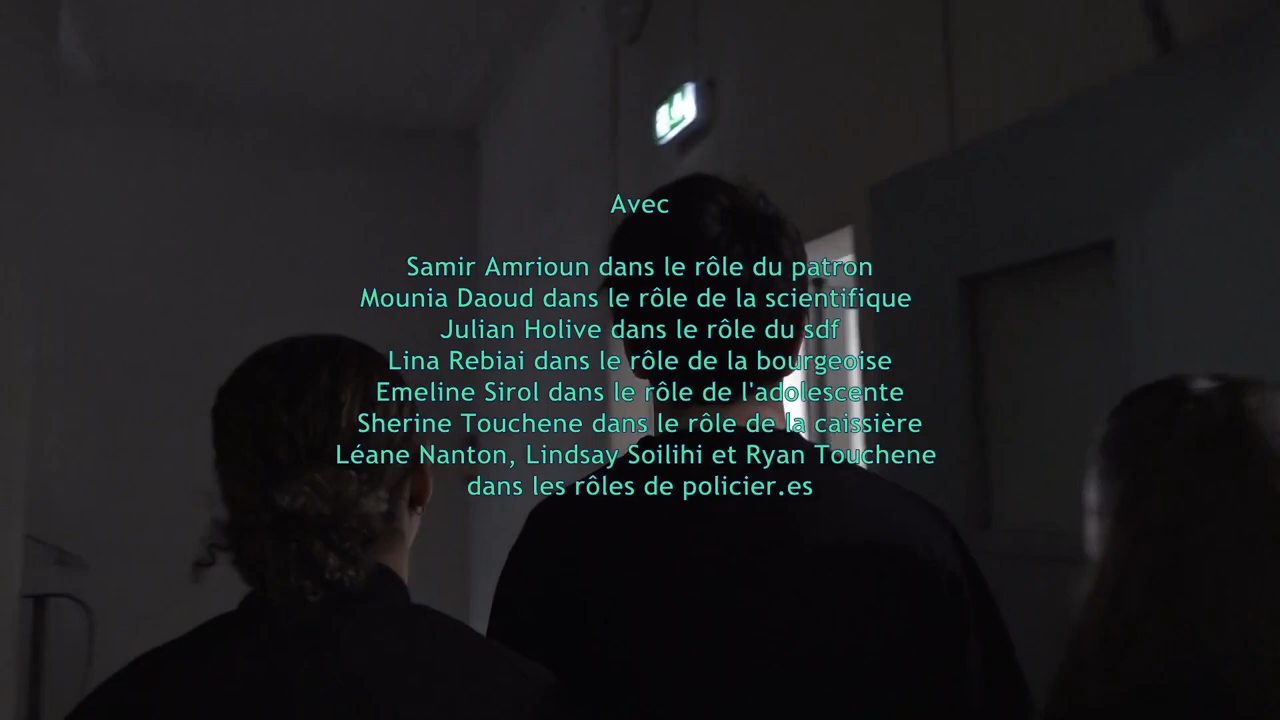 Avec
Samir Amrioun dans le rôle du patron
Mounia Daoud dans le rôle de la scientifique
Julian Holive dans le rôle du sdf
Lina Rebiai dans le rôle de la bourgeoise
Emeline Sirol dans le rôle de l'adolescente
Sherine Touchene dans le rôle de la caissière
Léane Nanton, Lindsay Soilihi et Ryan Touchene
dans les rôles de policier.es